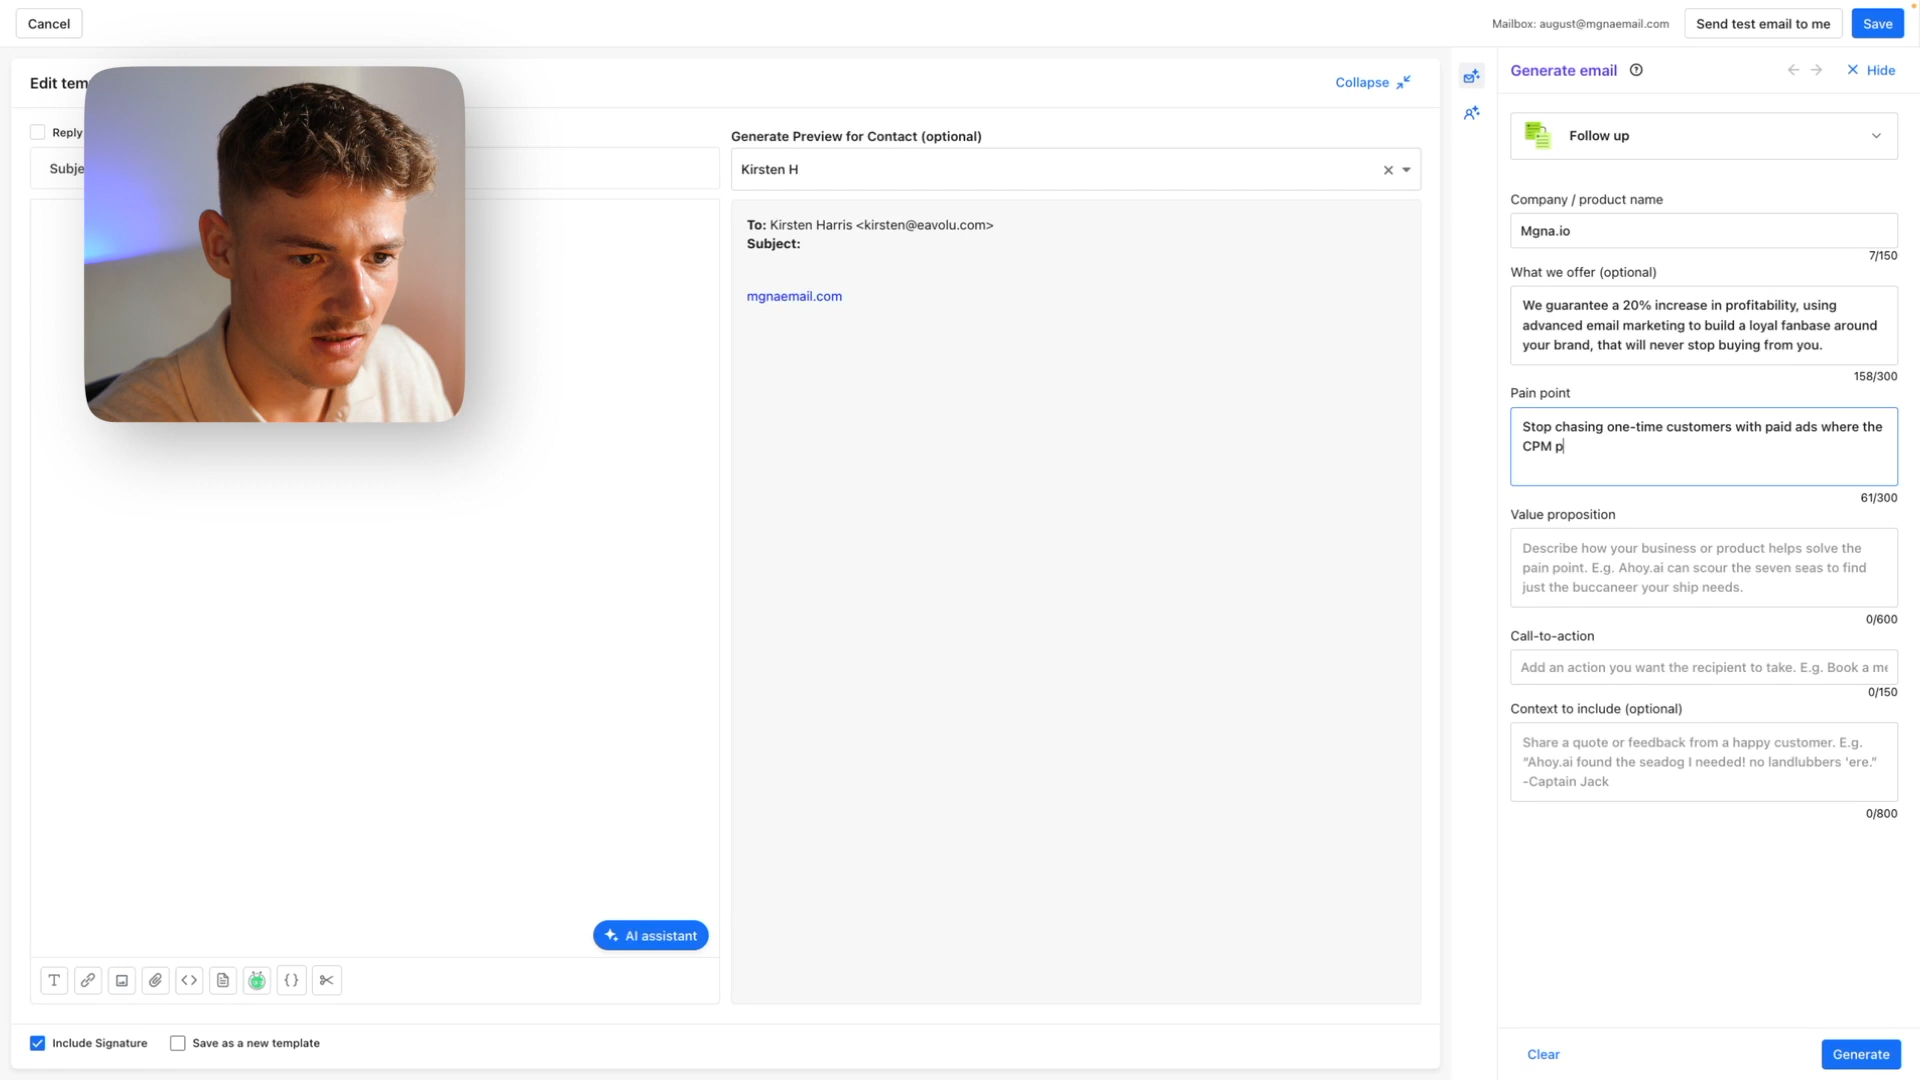 Cancel
Mailbox: august@mgnaemail.com
Send test email to me
Save
Edit tem
Collapse
Generate email
Hide
Reply
Generate Preview for Contact (optional)
Subje
Kirsten H
To: Kirsten Harris <kirsten@eavolu.com>
Subject:
mgnaemail.com
Follow up
Company / product name
Mgna.io
7/150
What we offer (optional)
We guarantee a 20% increase in profitability, using
advanced email marketing to build a loyal fanbase around
your brand, that will never stop buying from you.
158/300
Pain point
Stop chasing one-time customers with paid ads where the
CPM p
61/300
Value proposition
Describe how your business or product helps solve the
pain point. E.g. Ahoy.ai can scour the seven seas to find
just the buccaneer your ship needs.
0/600
Call-to-action
Add an action you want the recipient to take. E.g. Book a me
0/150
Context to include (optional)
Share a quote or feedback from a happy customer. E.g.
"Ahoy.ai found the seadog I needed! no landlubbers 'ere."
-Captain Jack
0/800
AI assistant
Include Signature
Save as a new template
Clear
Generate